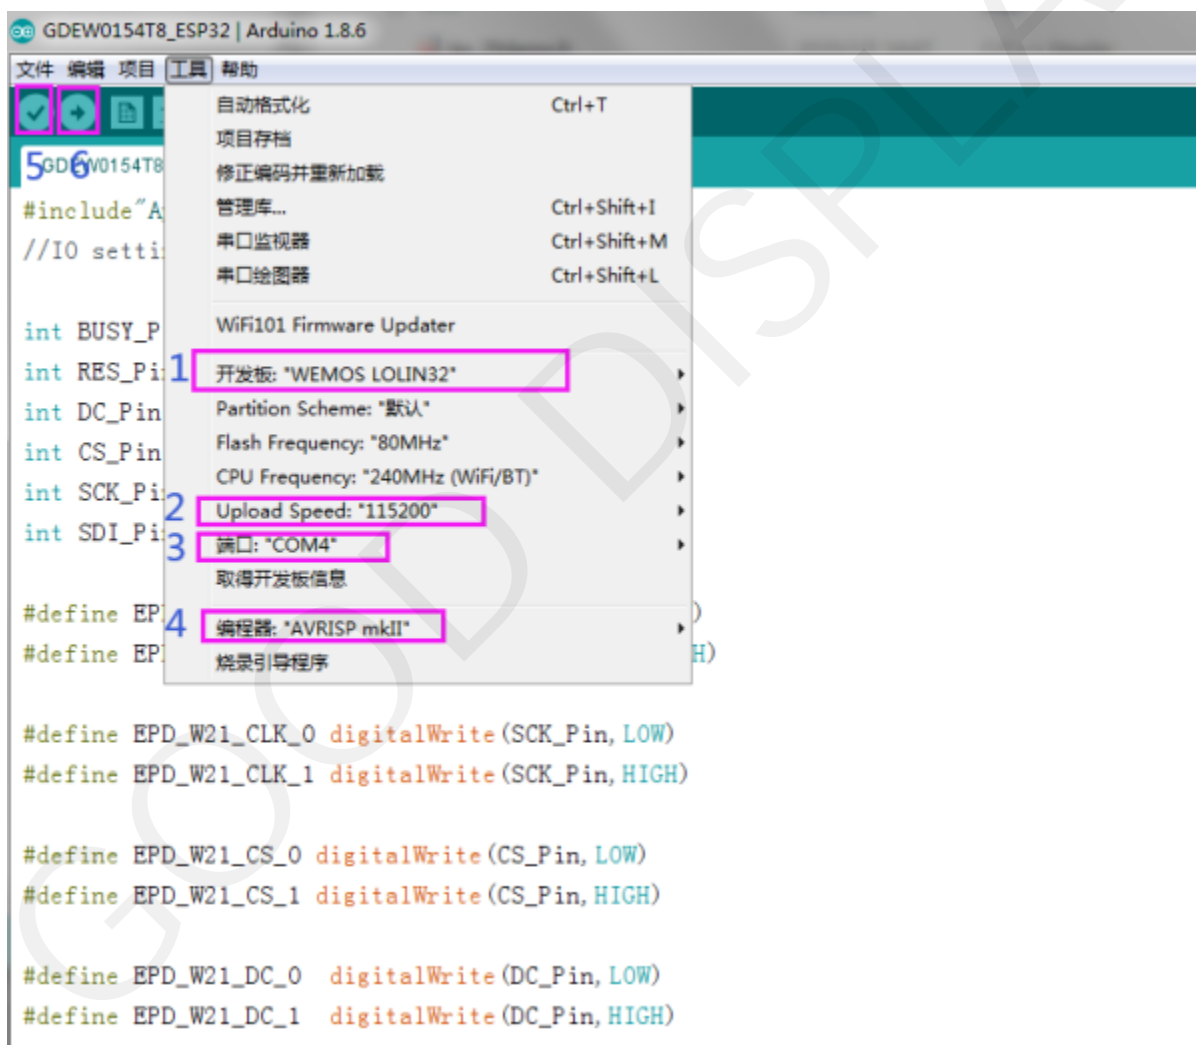 GDEW0154T8_ESP32 | Arduino 1.8.6
文件 编辑 项目 工具 帮助
5 6
GDEW0154T8
自动格式化 Ctrl+T
项目存档
修正编码并重新加载
管理库... Ctrl+Shift+I
串口监视器 Ctrl+Shift+M
串口绘图器 Ctrl+Shift+L
WiFi101 Firmware Updater
1 开发板: "WEMOS LOLIN32"
Partition Scheme: "默认"
Flash Frequency: "80MHz"
CPU Frequency: "240MHz (WiFi/BT)"
2 Upload Speed: "115200"
3 端口: "COM4"
取得开发板信息
4 编程器: "AVRISP mkII"
烧录引导程序
#include"A
//IO setti
int BUSY_P
int RES_Pi
int DC_Pin
int CS_Pin
int SCK_Pi
int SDI_Pi
#define EP )
#define EP H)
#define EPD_W21_CLK_0 digitalWrite(SCK_Pin,LOW)
#define EPD_W21_CLK_1 digitalWrite(SCK_Pin,HIGH)
#define EPD_W21_CS_0 digitalWrite(CS_Pin,LOW)
#define EPD_W21_CS_1 digitalWrite(CS_Pin,HIGH)
#define EPD_W21_DC_0 digitalWrite(DC_Pin,LOW)
#define EPD_W21_DC_1 digitalWrite(DC_Pin,HIGH)
GOOD DISPLA